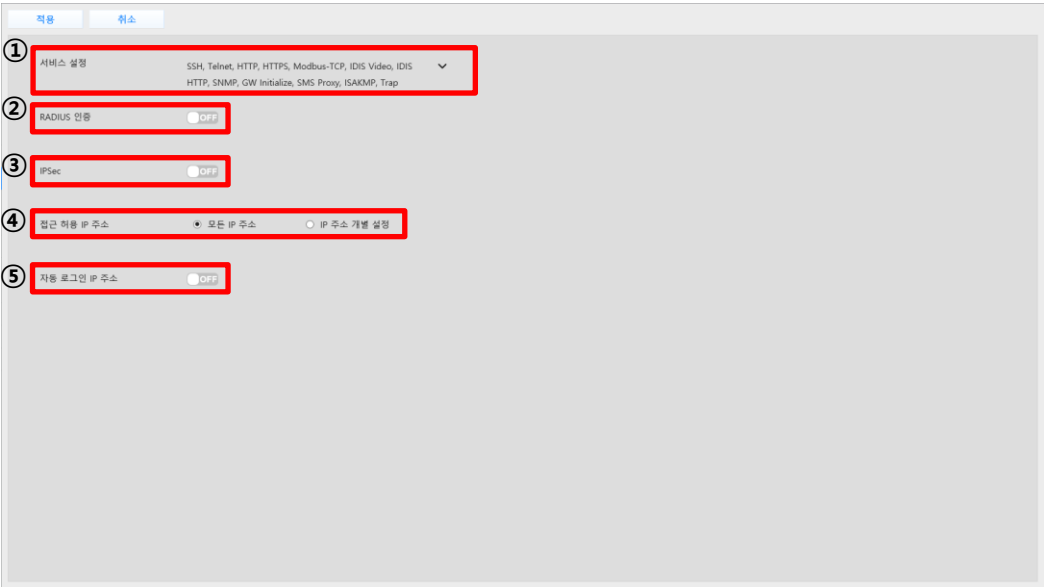 적용 취소
① 서비스 설정 SSH, Telnet, HTTP, HTTPS, Modbus-TCP, IDIS Video, IDIS
HTTP, SNMP, GW Initialize, SMS Proxy, ISAKMP, Trap
② RADIUS 인증 OFF
③ IPSec OFF
④ 접근 허용 IP 주소 모든 IP 주소 IP 주소 개별 설정
⑤ 자동 로그인 IP 주소 OFF